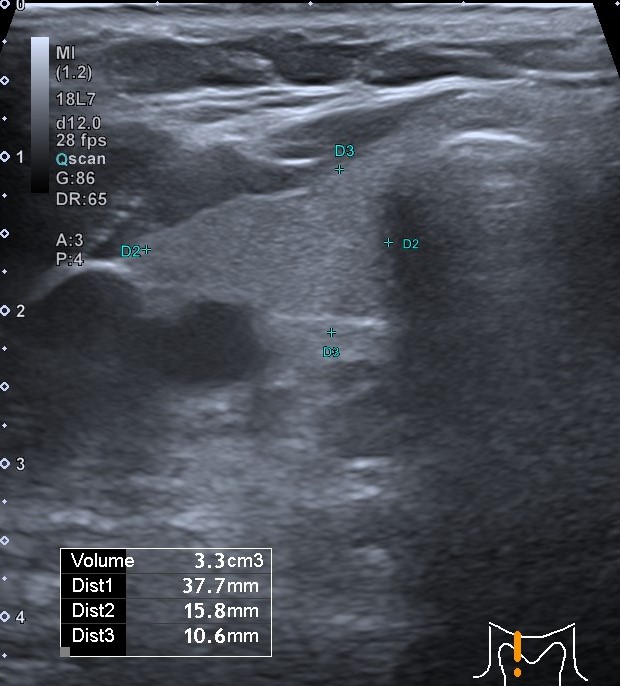 0
MI
(1.2)
18L7
d12.0
28 fps
Qscan
G:86
DR:65
D3
1
A:3
P:4
D2
D2
2
D3
3
Volume 3.3cm3
Dist1 37.7mm
Dist2 15.8mm
Dist3 10.6mm
4